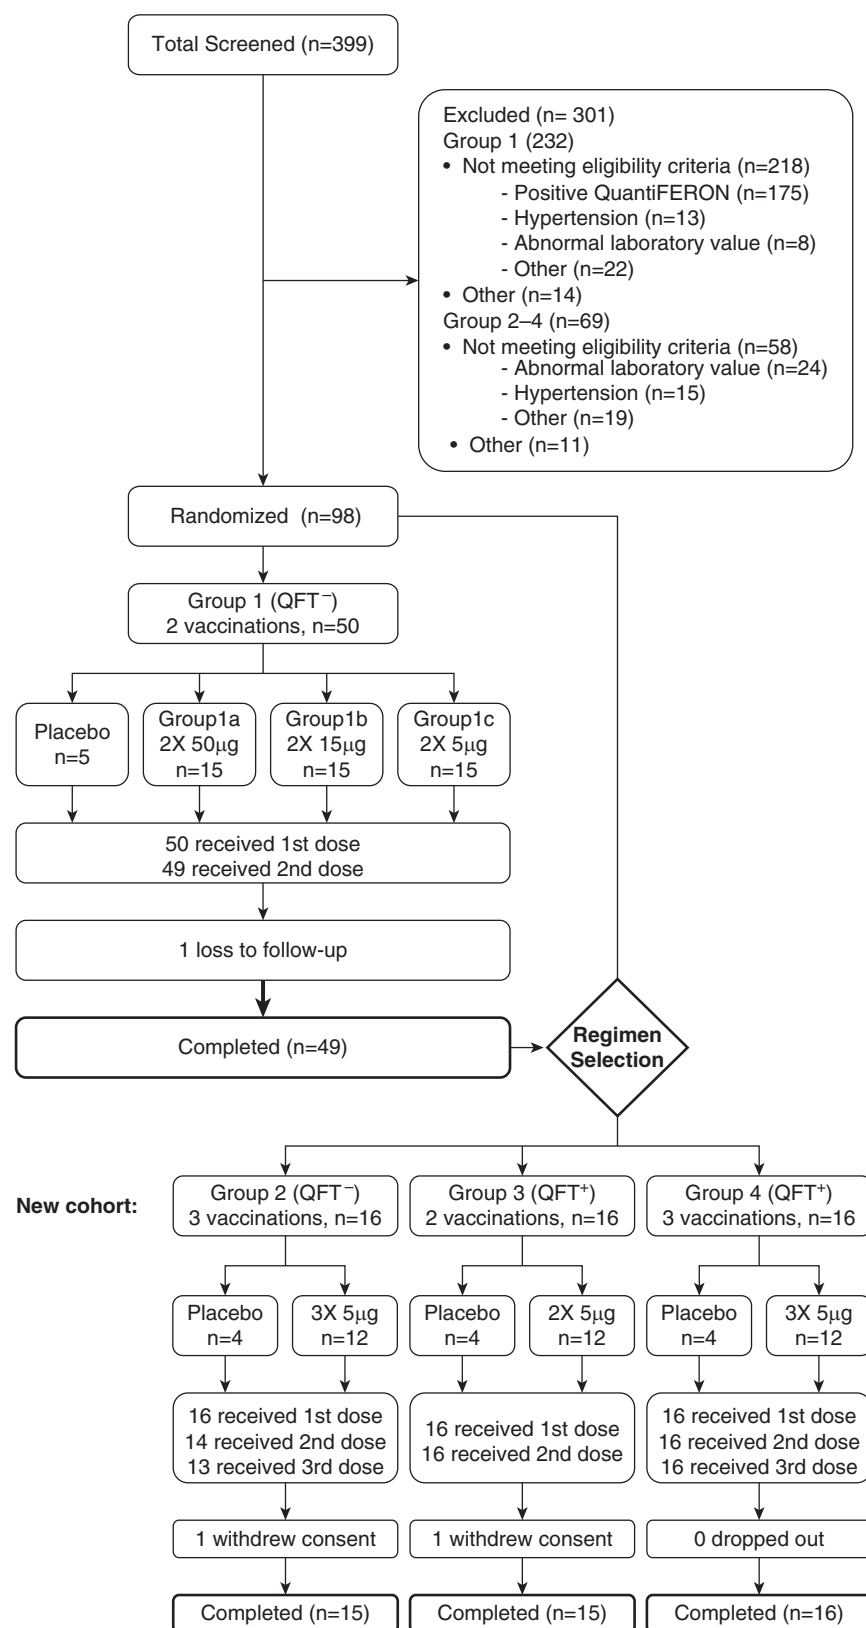 Total Screened (n=399)
Excluded (n= 301)
Group 1 (232)
• Not meeting eligibility criteria (n=218)
- Positive QuantiFERON (n=175)
- Hypertension (n=13)
- Abnormal laboratory value (n=8)
- Other (n=22)
• Other (n=14)
Group 2–4 (n=69)
• Not meeting eligibility criteria (n=58)
- Abnormal laboratory value (n=24)
- Hypertension (n=15)
- Other (n=19)
• Other (n=11)
Randomized (n=98)
Group 1 (QFT⁻)
2 vaccinations, n=50
Placebo
n=5
Group1a
2X 50µg
n=15
Group1b
2X 15µg
n=15
Group1c
2X 5µg
n=15
50 received 1st dose
49 received 2nd dose
1 loss to follow-up
Completed (n=49)
Regimen
Selection
New cohort:
Group 2 (QFT⁻)
3 vaccinations, n=16
Group 3 (QFT⁺)
2 vaccinations, n=16
Group 4 (QFT⁺)
3 vaccinations, n=16
Placebo
n=4
3X 5µg
n=12
Placebo
n=4
2X 5µg
n=12
Placebo
n=4
3X 5µg
n=12
16 received 1st dose
14 received 2nd dose
13 received 3rd dose
16 received 1st dose
16 received 2nd dose
16 received 1st dose
16 received 2nd dose
16 received 3rd dose
1 withdrew consent
1 withdrew consent
0 dropped out
Completed (n=15)
Completed (n=15)
Completed (n=16)